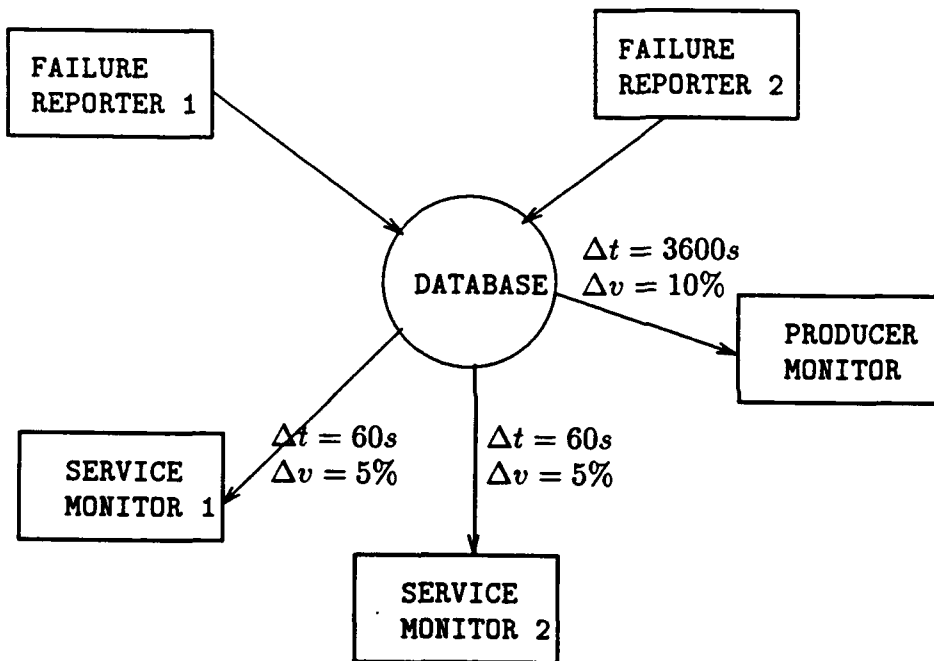 FAILURE
REPORTER 1
FAILURE
REPORTER 2
DATABASE
Δt = 3600s
Δv = 10%
PRODUCER
MONITOR
Δt = 60s
Δv = 5%
Δt = 60s
Δv = 5%
SERVICE
MONITOR 1
SERVICE
MONITOR 2